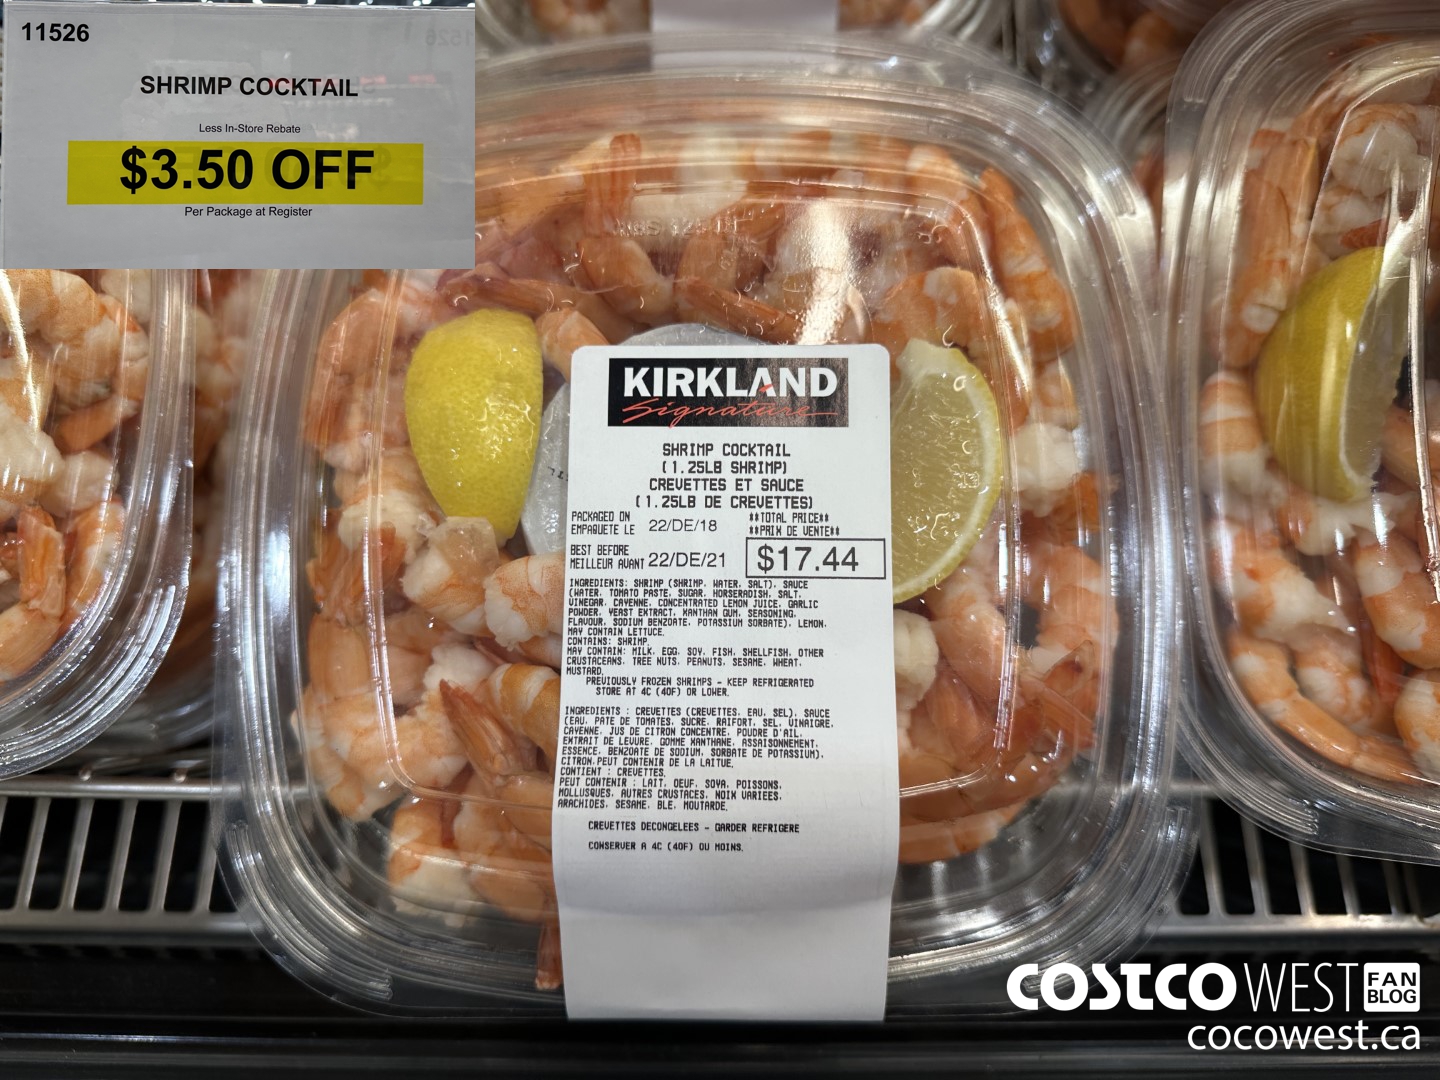 11526
SHRIMP COCKTAIL
Less In-Store Rebate
$3.50 OFF
Per Package at Register
KIRKLAND
Signature
SHRIMP COCKTAIL
(1.25LB SHRIMP)
CREVETTES ET SAUCE
(1.25LB DE CREVETTES)
PACKAGED ON
EMPAQUETE LE 22/DE/18
**TOTAL PRICE**
**PRIX DE VENTE**
BEST BEFORE
MEILLEUR AVANT 22/DE/21
$17.44
INGREDIENTS: SHRIMP (SHRIMP, WATER, SALT), SAUCE
(WATER, TOMATO PASTE, SUGAR, HORSERADISH, SALT,
VINEGAR, CAYENNE, CONCENTRATED LEMON JUICE, GARLIC
POWDER, YEAST EXTRACT, XANTHAN GUM, SEASONING,
FLAVOUR, SODIUM BENZOATE, POTASSIUM SORBATE), LEMON,
MAY CONTAIN LETTUCE.
CONTAINS: SHRIMP
MAY CONTAIN: MILK, EGG, SOY, FISH, SHELLFISH, OTHER
CRUSTACEANS, TREE NUTS, PEANUTS, SESAME, WHEAT,
MUSTARD.
PREVIOUSLY FROZEN SHRIMPS - KEEP REFRIGERATED
STORE AT 4C (40F) OR LOWER.
INGREDIENTS : CREVETTES (CREVETTES, EAU, SEL), SAUCE
(EAU, PATE DE TOMATES, SUCRE, RAIFORT, SEL, VINAIGRE,
CAYENNE, JUS DE CITRON CONCENTRE, POUDRE D'AIL,
EXTRAIT DE LEVURE, GOMME XANTHANE, ASSAISONNEMENT,
ESSENCE, BENZOATE DE SODIUM, SORBATE DE POTASSIUM),
CITRON.PEUT CONTENIR DE LA LAITUE.
CONTIENT : CREVETTES.
PEUT CONTENIR : LAIT, OEUF, SOYA, POISSONS,
MOLLUSQUES, AUTRES CRUSTACES, NOIX VARIEES,
ARACHIDES, SESAME, BLE, MOUTARDE.
CREVETTES DECONGELEES - GARDER REFRIGERE
CONSERVER A 4C (40F) OU MOINS.
COSTCO WEST FAN BLOG
cocowest.ca